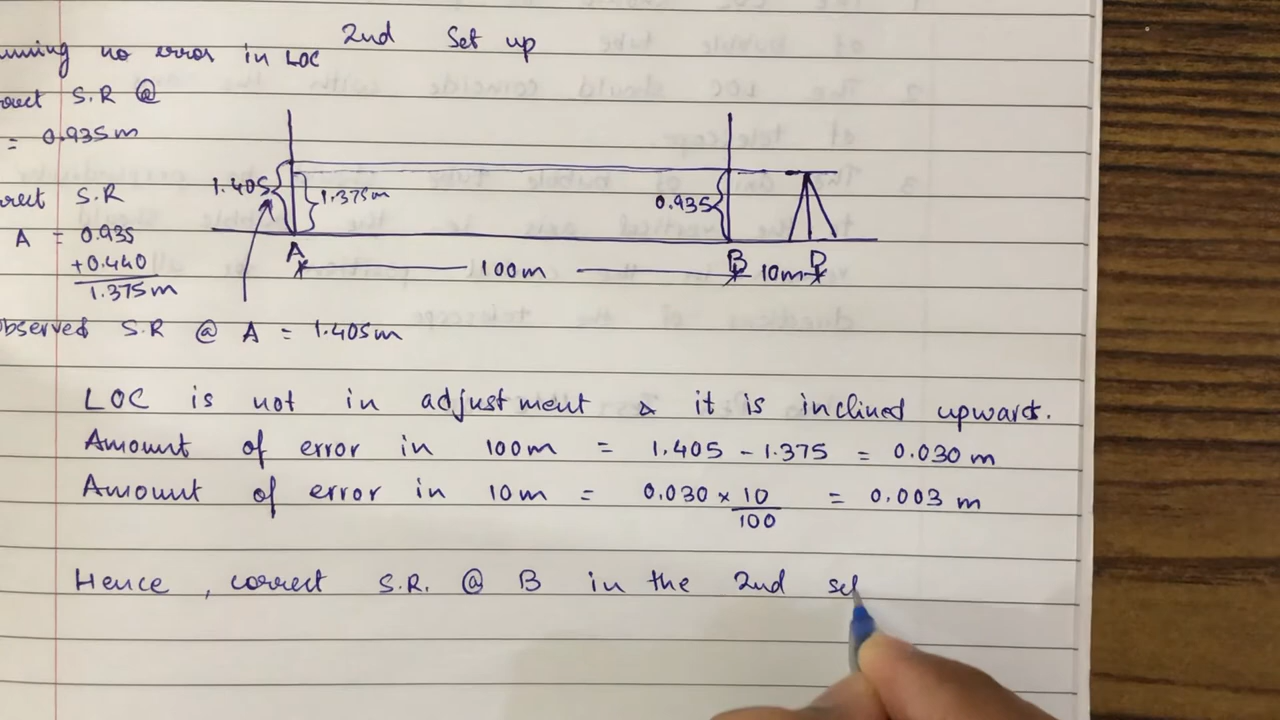 2nd Set up
no error in LOC
S.R @
= 0.935m
S.R
A = 0.935
+0.440
1.375m
1.405
1.375m
0.935
A
B
D
100m
10m
S.R @ A = 1.405m
LOC is not in adjustment & it is inclined upwards.
Amount of error in 100m = 1.405 - 1.375 = 0.030 m
Amount of error in 10m = 0.030 × 10/100 = 0.003 m
Hence, correct S.R. @ B in the 2nd set